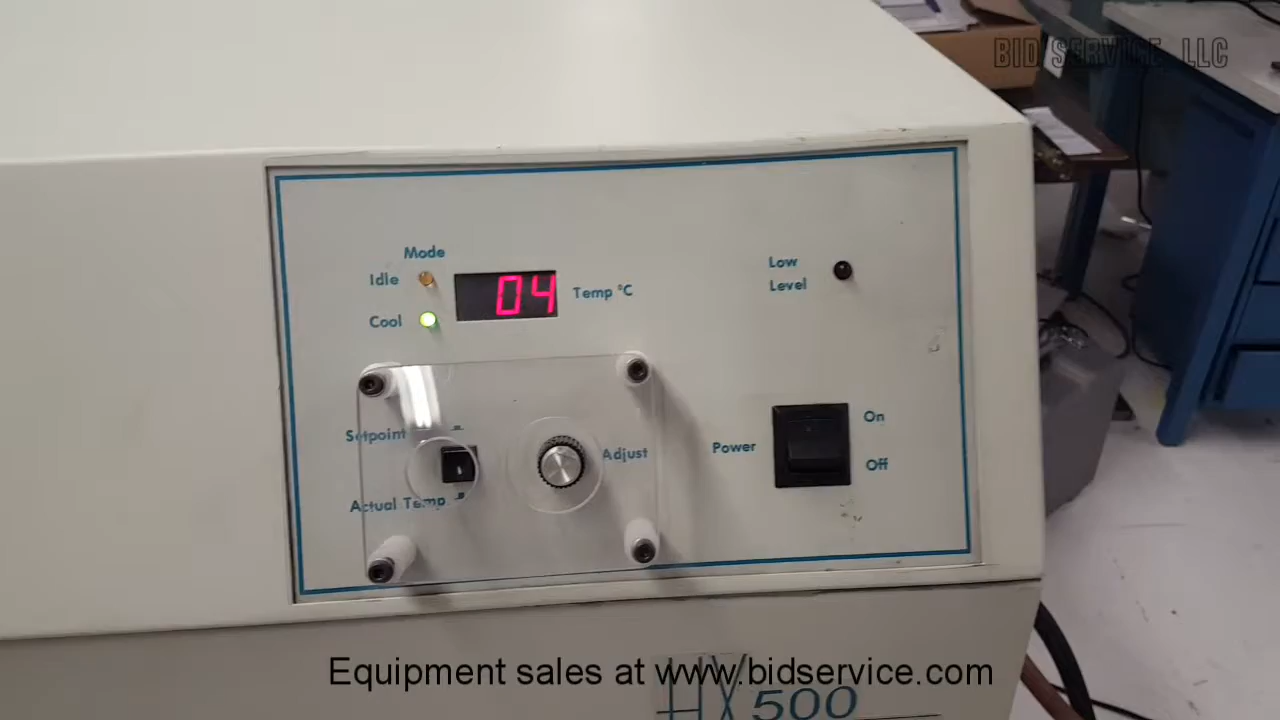 BID SERVICE, LLC
Mode
Idle
04
Temp °C
Cool
Low
Level
Setpoint
Adjust
Actual Temp
Power
On
Off
Equipment sales at www.bidservice.com
HX 500